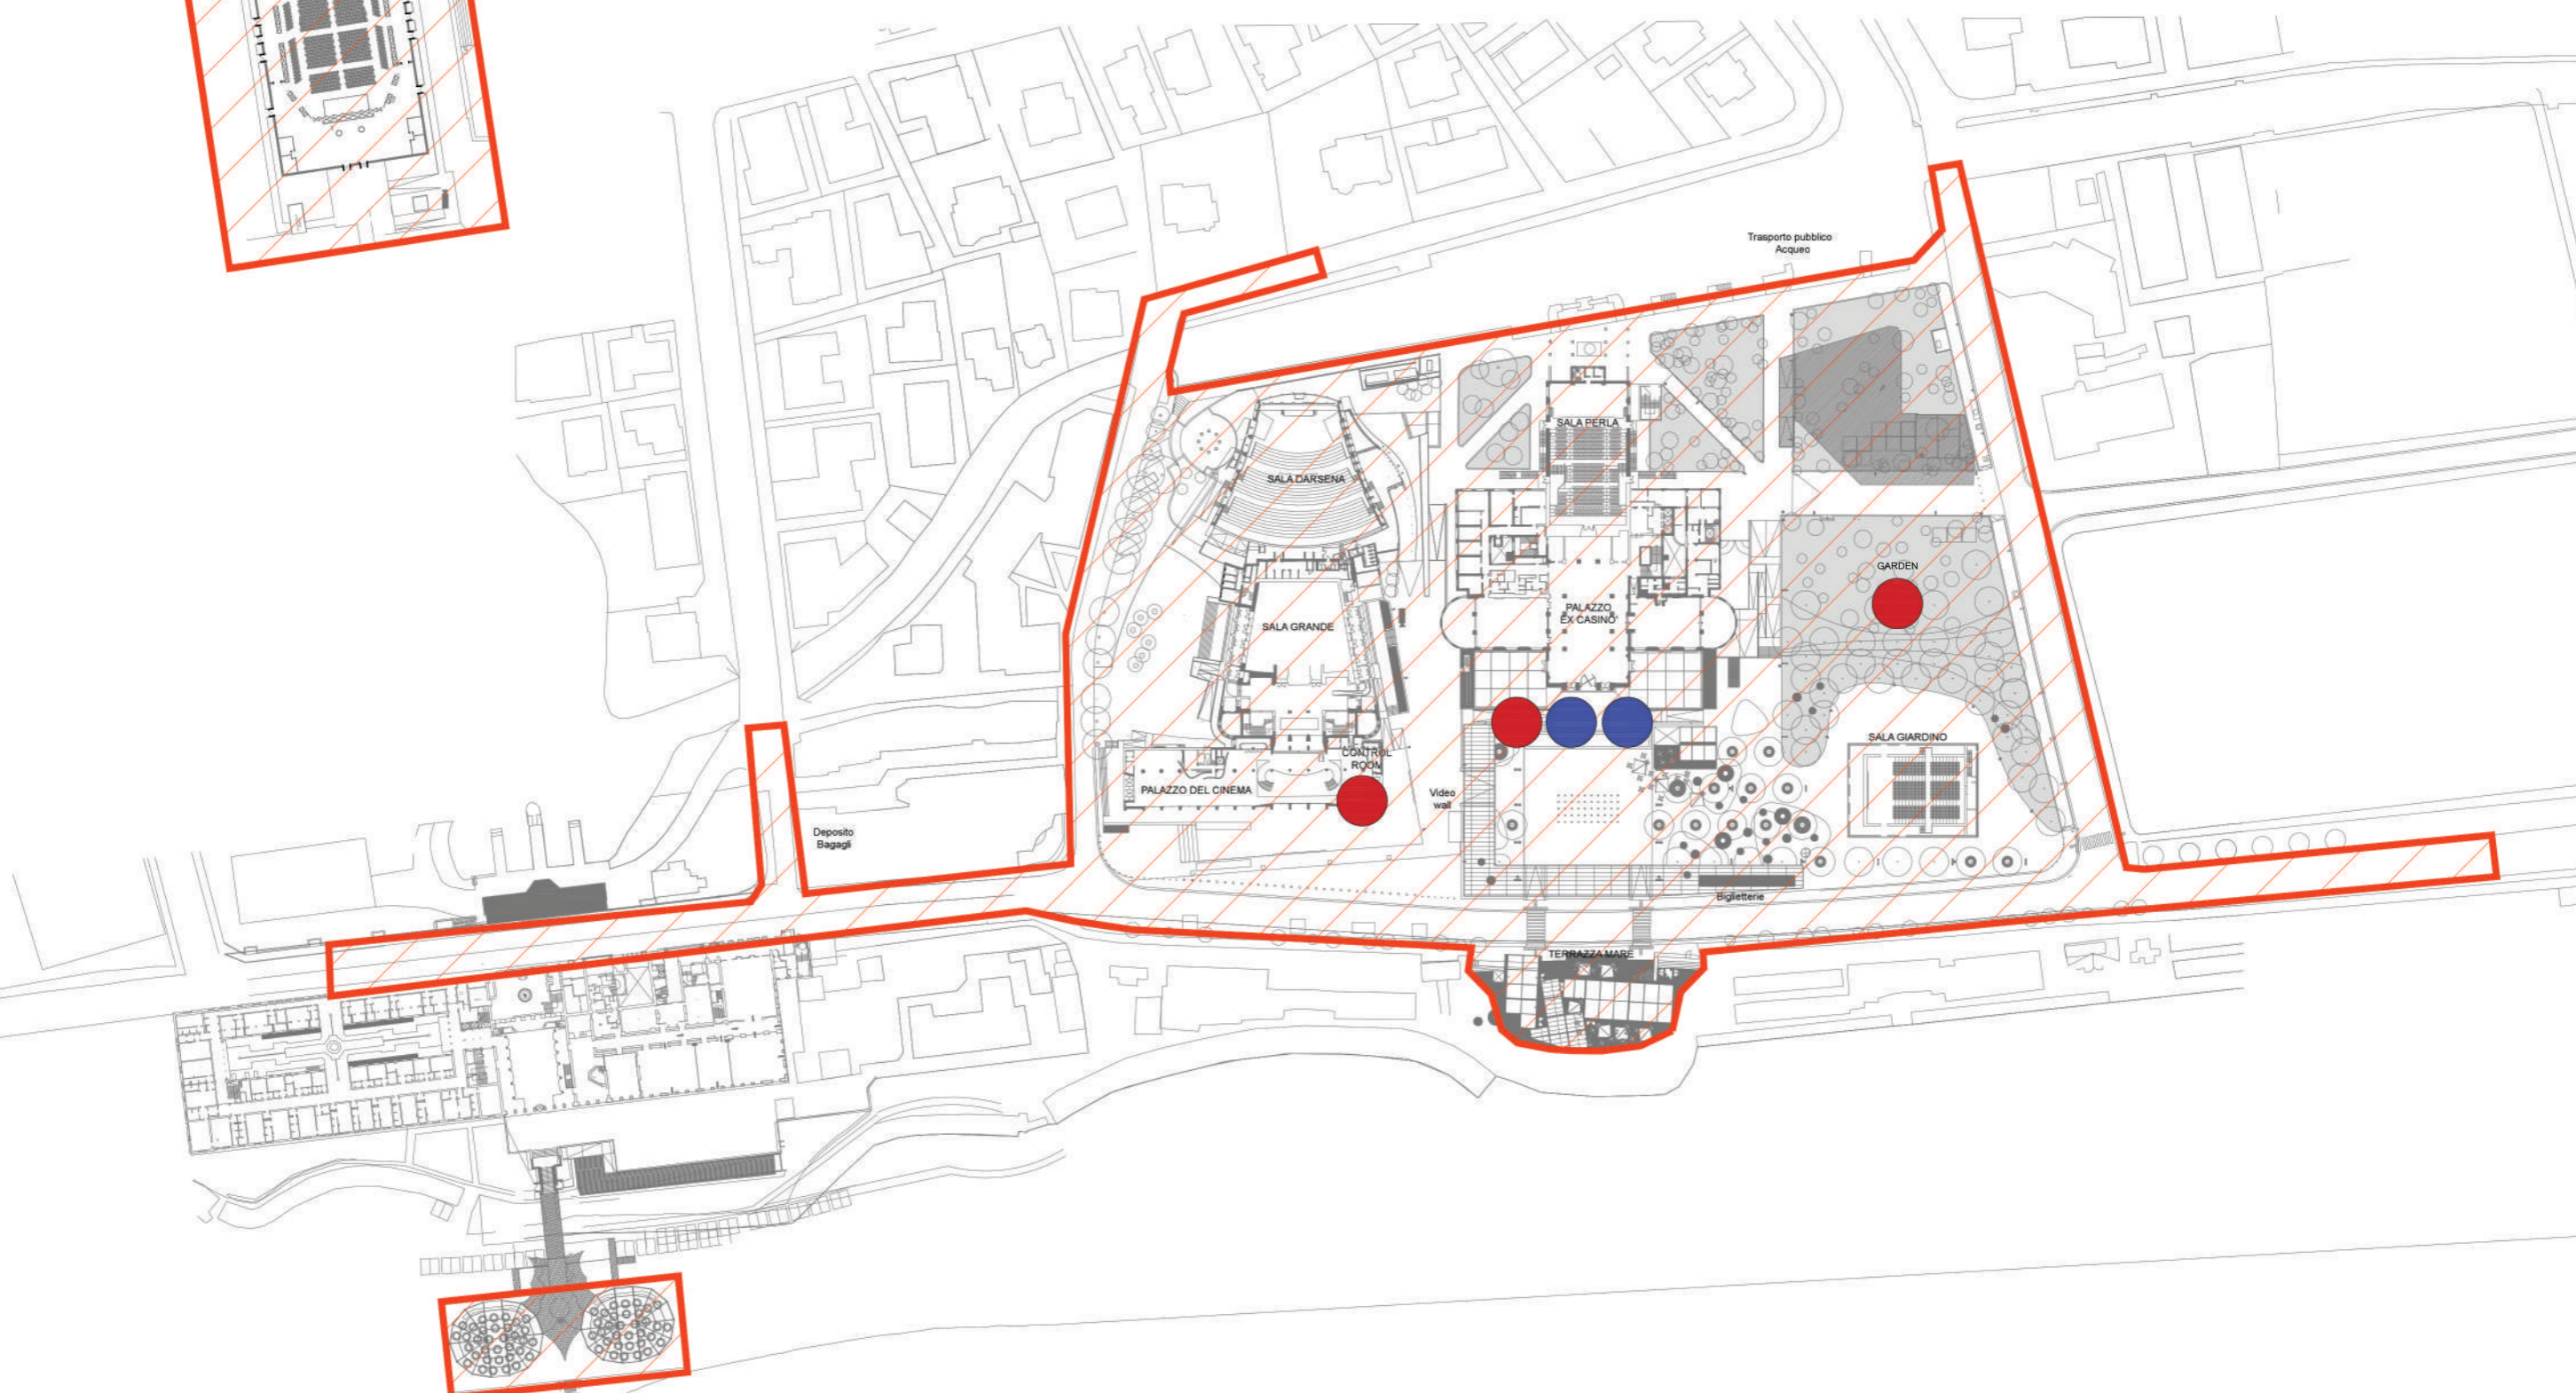 Trasporto pubblico
Acqueo
SALA PERLA
SALA DARSENA
GARDEN
PALAZZO
EX CASINO'
SALA GRANDE
SALA GIARDINO
CONTROL
ROOM
PALAZZO DEL CINEMA
Video
wall
Deposito
Bagagli
Biglietterie
TERRAZZA MARE